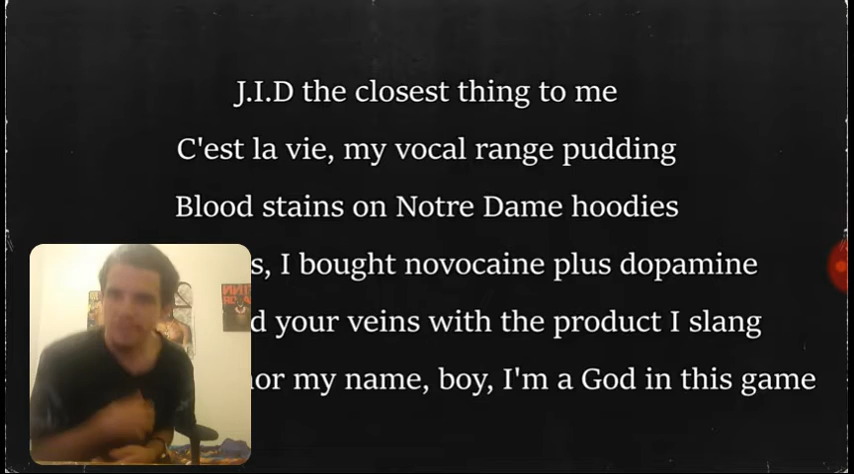 J.I.D the closest thing to me
C'est la vie, my vocal range pudding
Blood stains on Notre Dame hoodies
s, I bought novocaine plus dopamine
d your veins with the product I slang
or my name, boy, I'm a God in this game